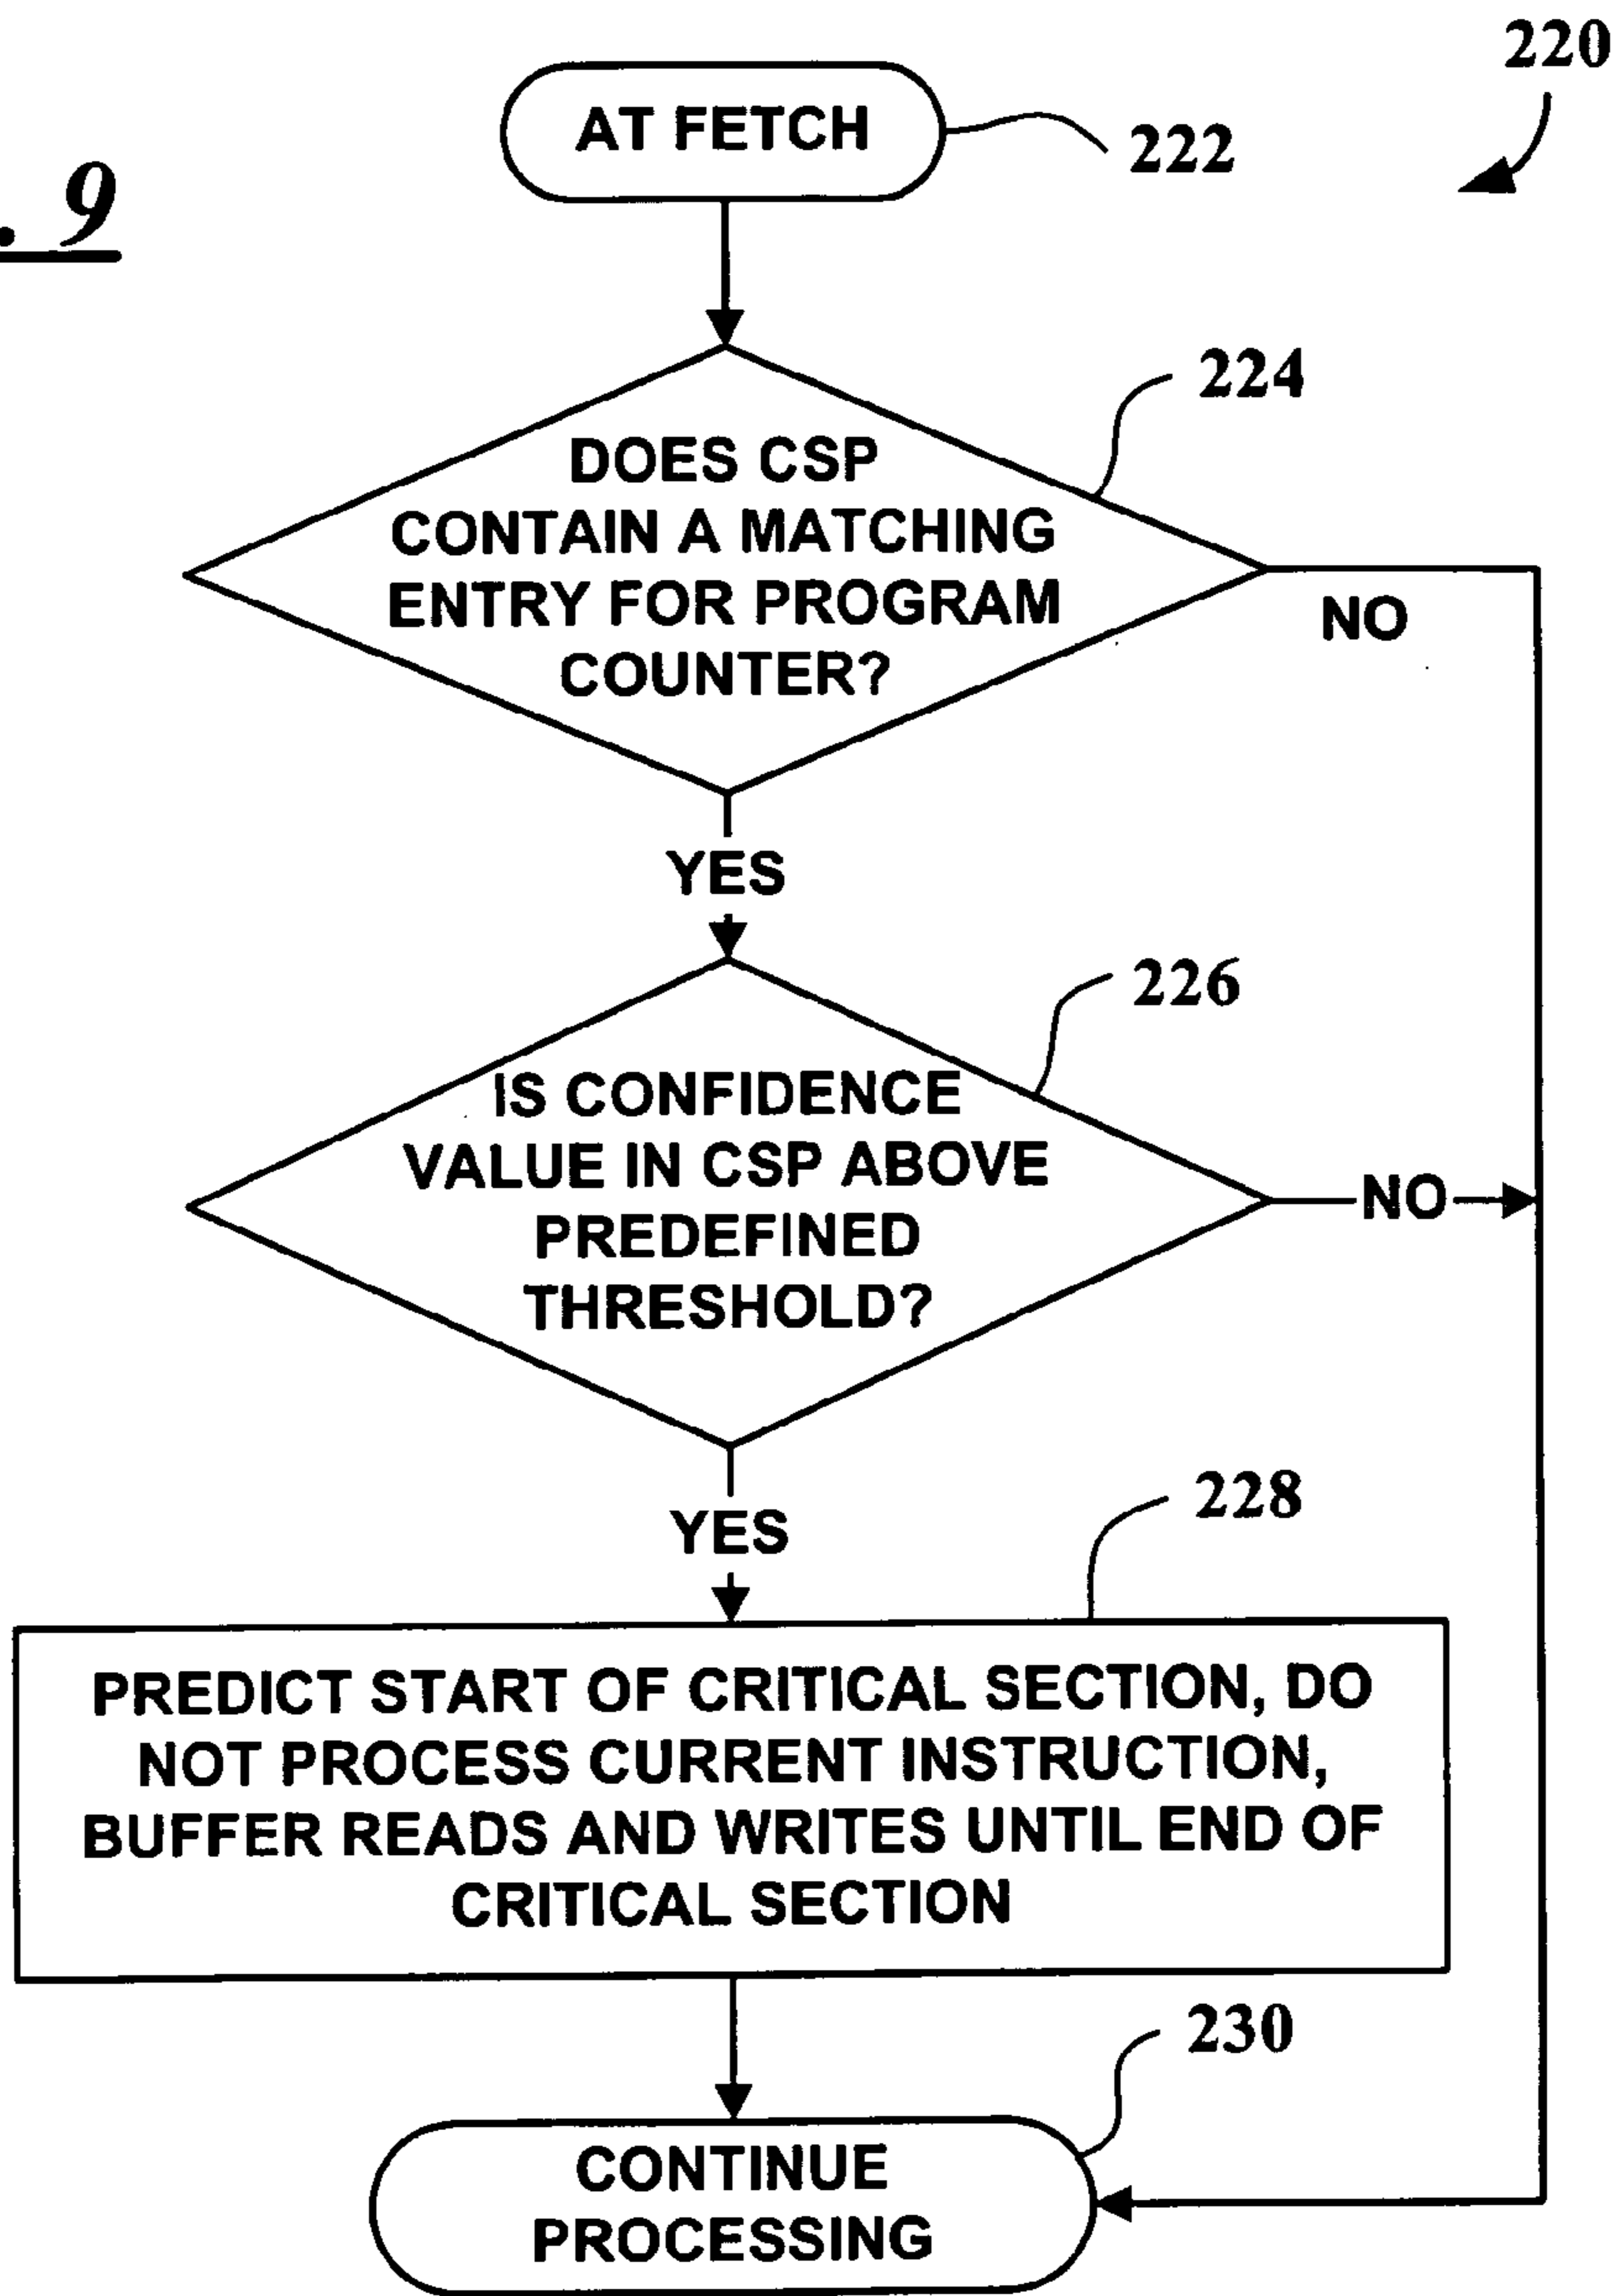 220
AT FETCH
222
. 9
224
DOES CSP
CONTAIN A MATCHING
ENTRY FOR PROGRAM
COUNTER?
NO
YES
226
IS CONFIDENCE
VALUE IN CSP ABOVE
PREDEFINED
THRESHOLD?
NO
YES
228
PREDICT START OF CRITICAL SECTION, DO
NOT PROCESS CURRENT INSTRUCTION,
BUFFER READS AND WRITES UNTIL END OF
CRITICAL SECTION
230
CONTINUE
PROCESSING